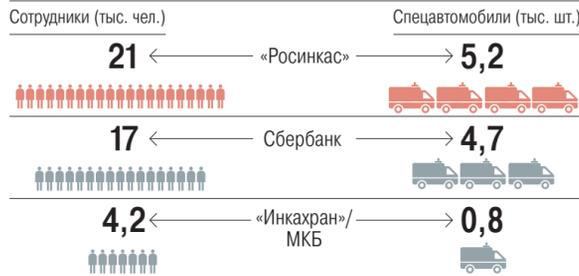 Сотрудники (тыс. чел.) Спецавтомобили (тыс. шт.)
21 «Росинкас» 5,2
17 Сбербанк 4,7
4,2 «Инкахран»/ 0,8
МКБ